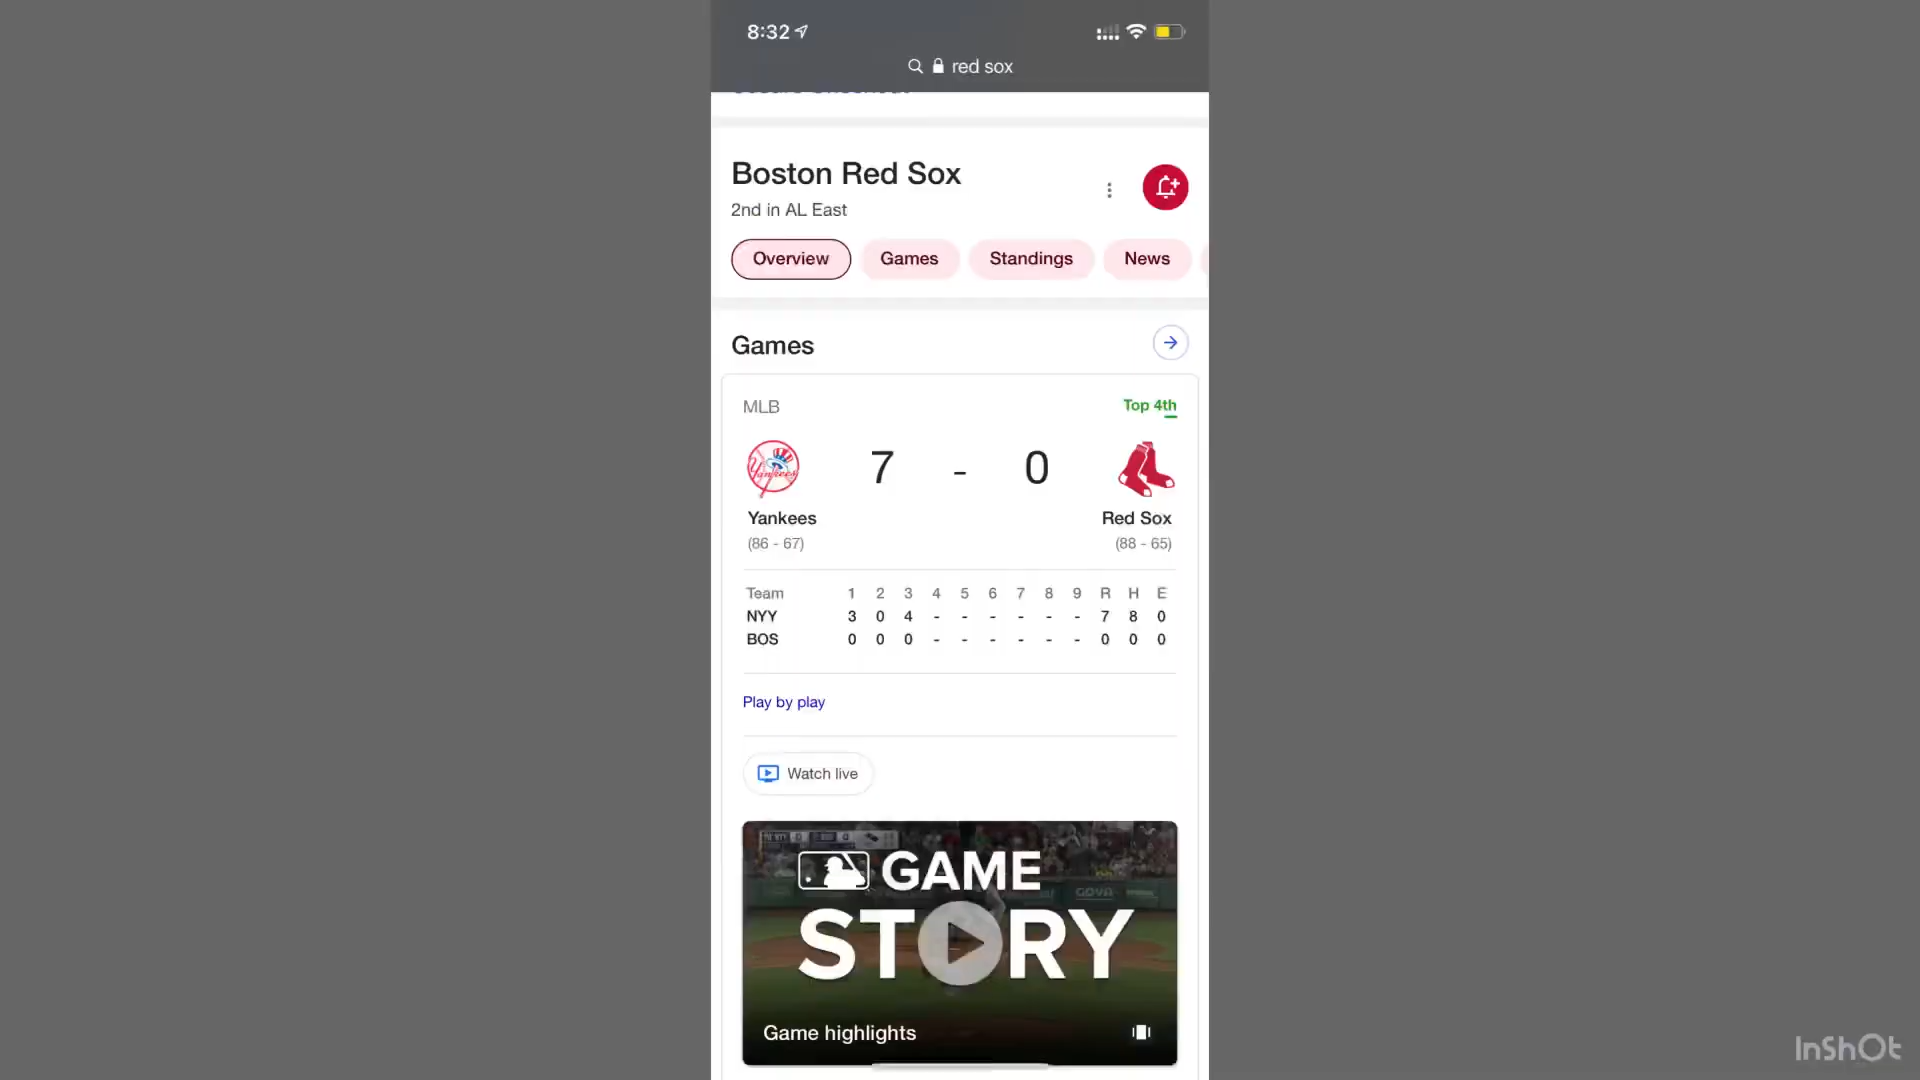 8:32
red sox
Boston Red Sox
2nd in AL East
Overview Games Standings News
Games
MLB Top 4th
7 - 0
Yankees Red Sox
(86 - 67) (88 - 65)
Team 1 2 3 4 5 6 7 8 9 R H E
NYY 3 0 4 - - - - - - 7 8 0
BOS 0 0 0 - - - - - - 0 0 0
Play by play
Watch live
GAME
STORY
Game highlights
InShOt